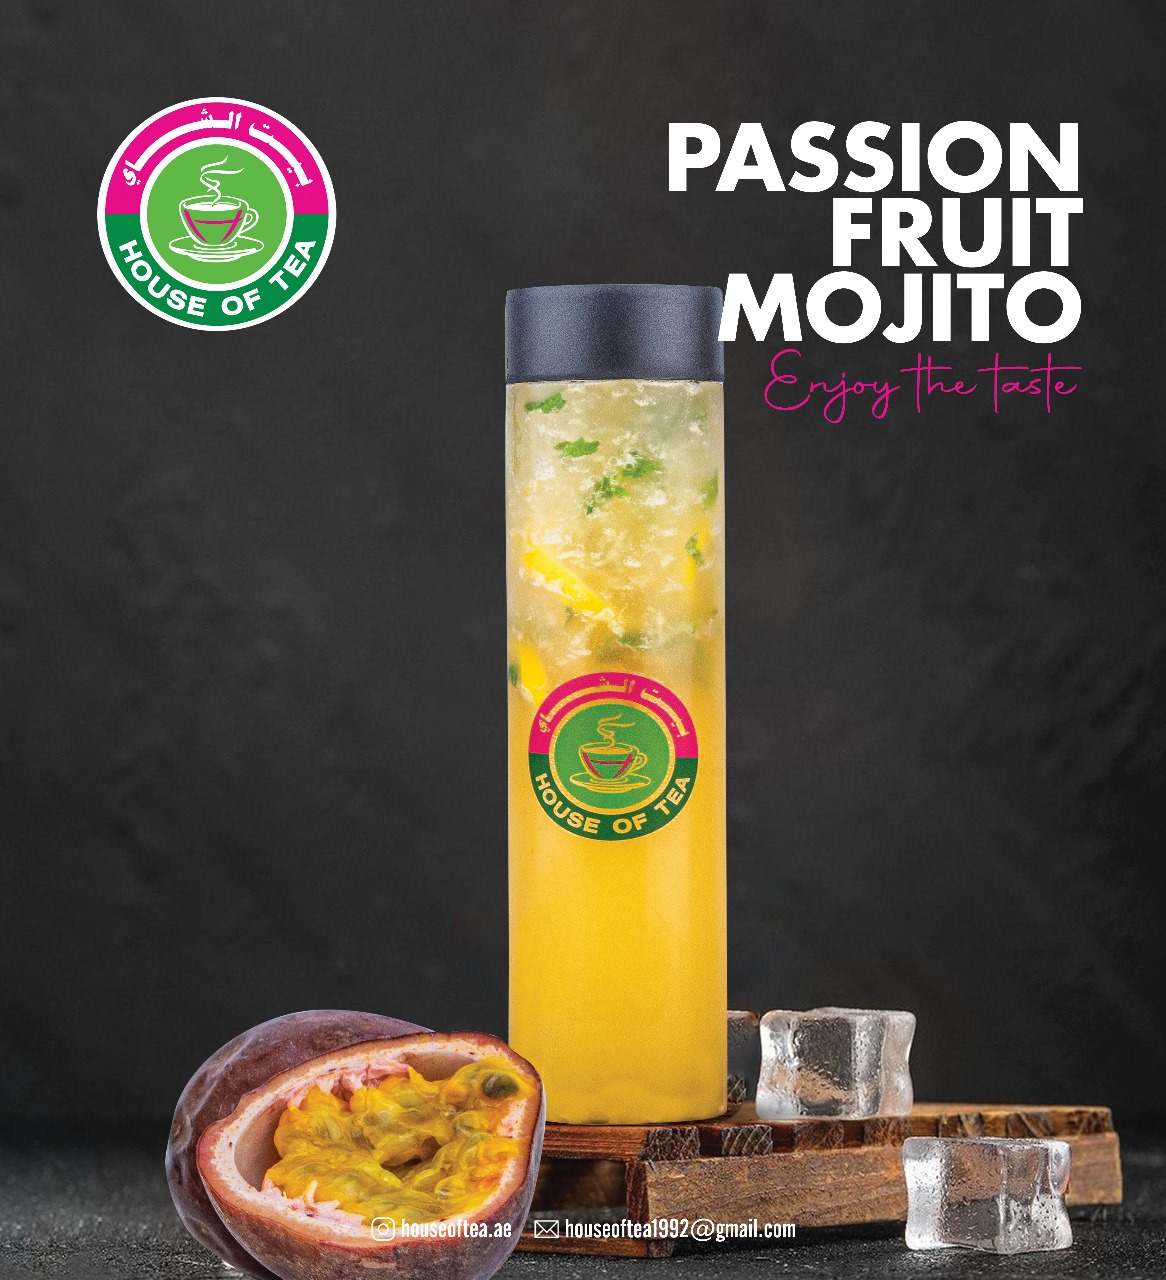 بيت الشاي
HOUSE OF TEA
PASSION
FRUIT
MOJITO
Enjoy the taste
بيت الشاي
HOUSE OF TEA
houseoftea.ae
houseoftea1992@gmail.com